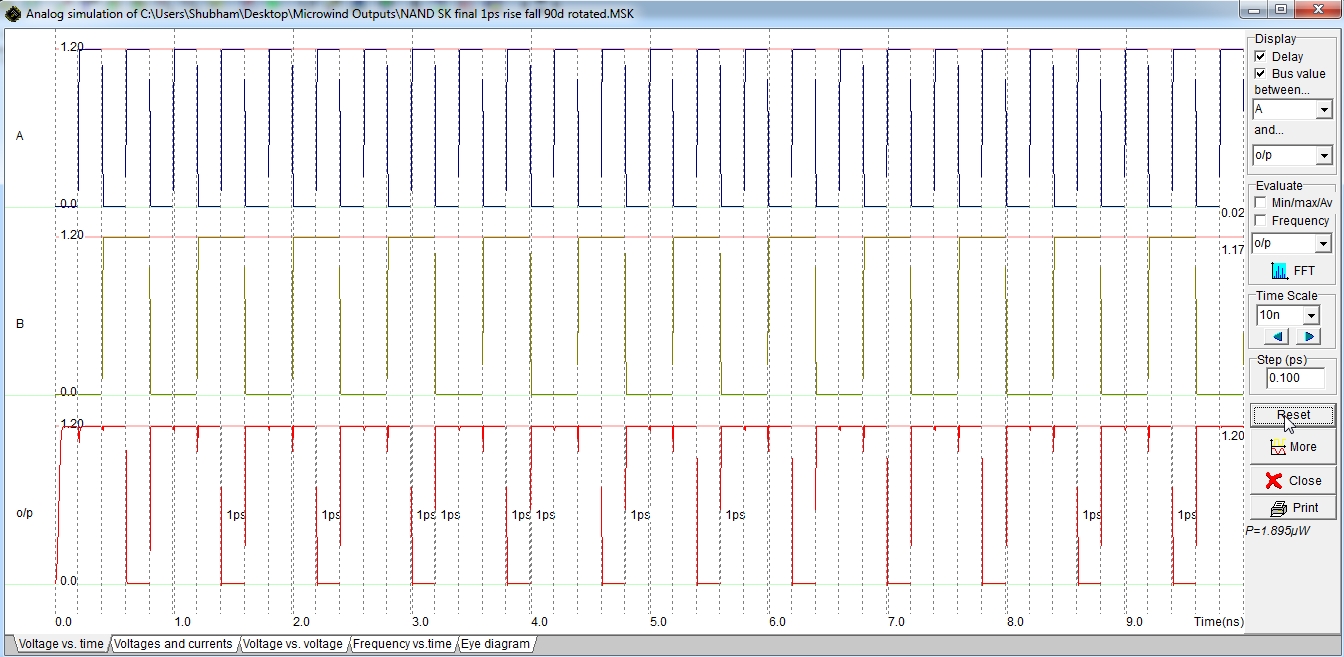 Analog simulation of C:\Users\Shubham\Desktop\Microwind Outputs\NAND SK final 1ps rise fall 90d rotated.MSK
1.20
A
0.0
0.02
1.20
1.17
B
0.0
1.20
1.20
o/p
1ps 1ps 1ps 1ps 1ps 1ps 1ps 1ps 1ps 1ps
0.0
0.0 1.0 2.0 3.0 4.0 5.0 6.0 7.0 8.0 9.0 Time(ns)
Voltage vs. time Voltages and currents Voltage vs. voltage Frequency vs.time Eye diagram
Display
Delay
Bus value
between...
A
and...
o/p
Evaluate
Min/max/Av
Frequency
o/p
FFT
Time Scale
10n
Step (ps)
0.100
Reset
More
Close
Print
P=1.895µW